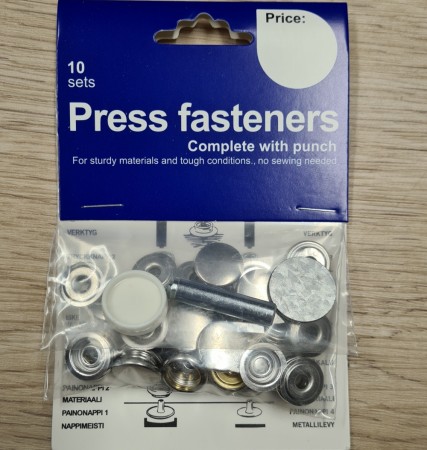 Price:
10
sets
Press fasteners
Complete with punch
For sturdy materials and tough conditions., no sewing needed
VERKTYG VERKTYG
MATERIAALI
PAINONAPPI 1
NAPPIMEISTI METALLILEVY